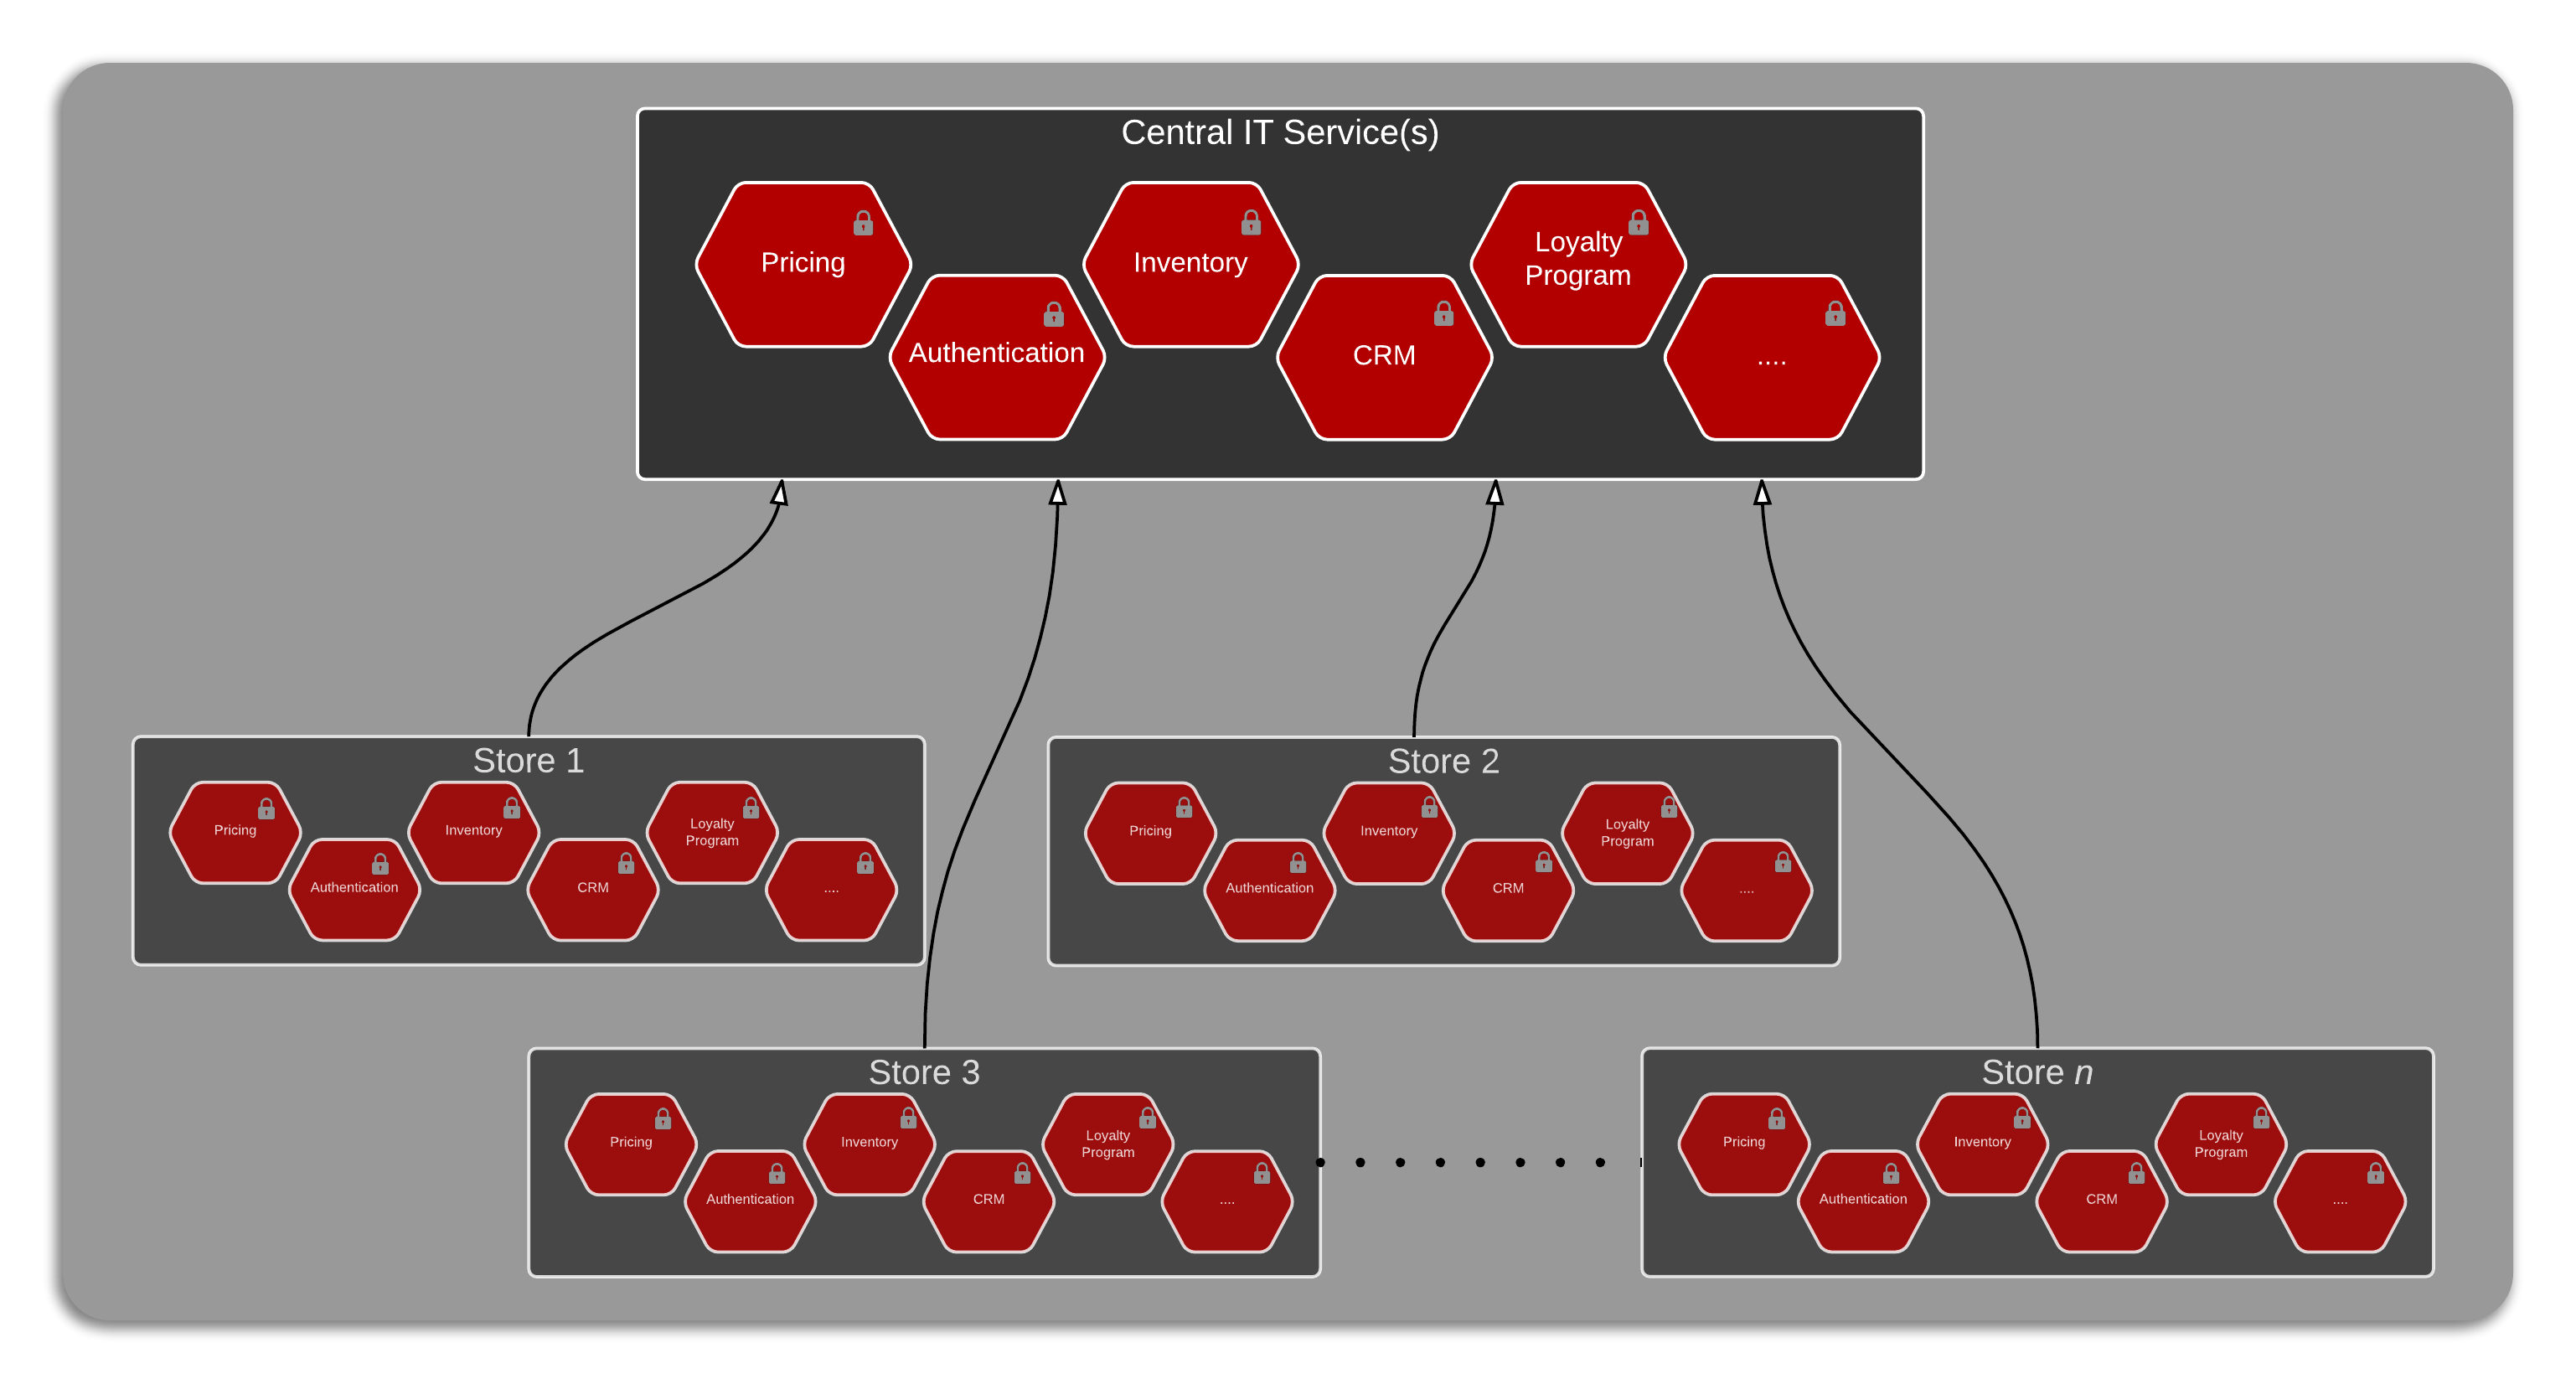 Central IT Service(s)
Pricing
Inventory
Loyalty
Program
Authentication
CRM
....
Store 1
Pricing
Inventory
Loyalty
Program
Authentication
CRM
....
Store 2
Pricing
Inventory
Loyalty
Program
Authentication
CRM
....
Store 3
Pricing
Inventory
Loyalty
Program
Authentication
CRM
....
Store n
Pricing
Inventory
Loyalty
Program
Authentication
CRM
....